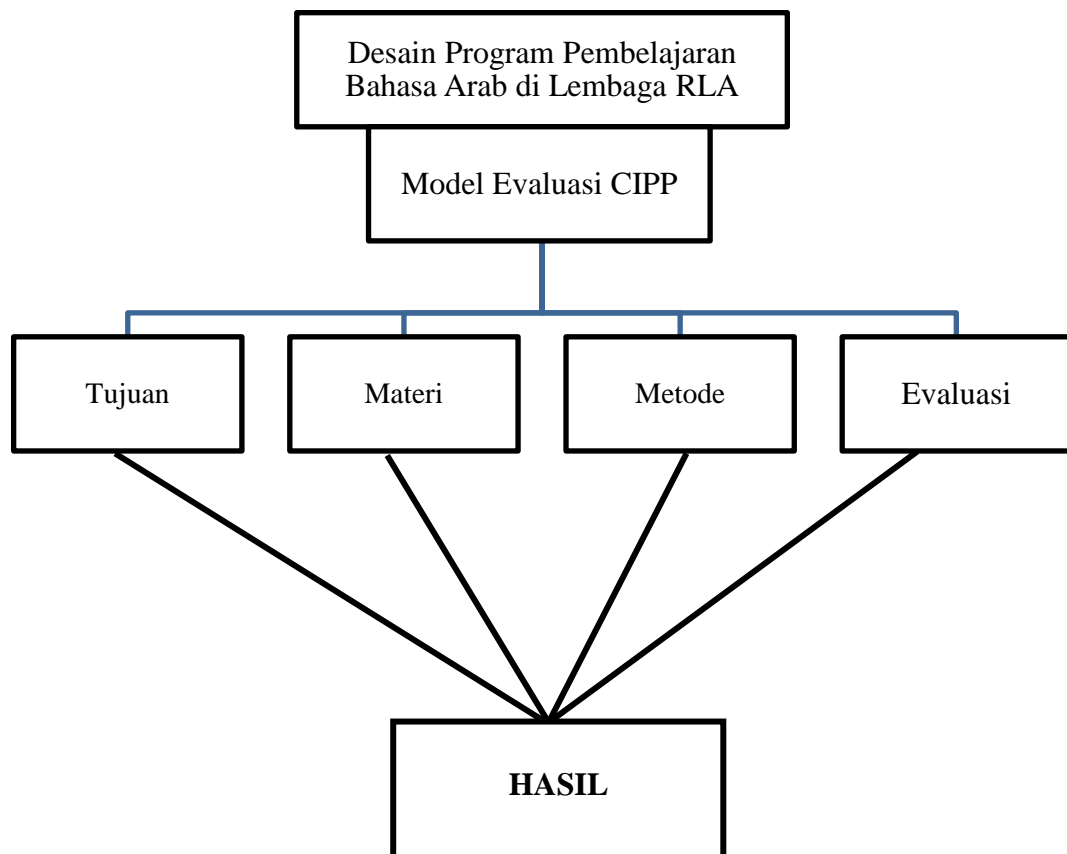 Desain Program Pembelajaran
Bahasa Arab di Lembaga RLA
Model Evaluasi CIPP
Tujuan
Materi
Metode
Evaluasi
HASIL